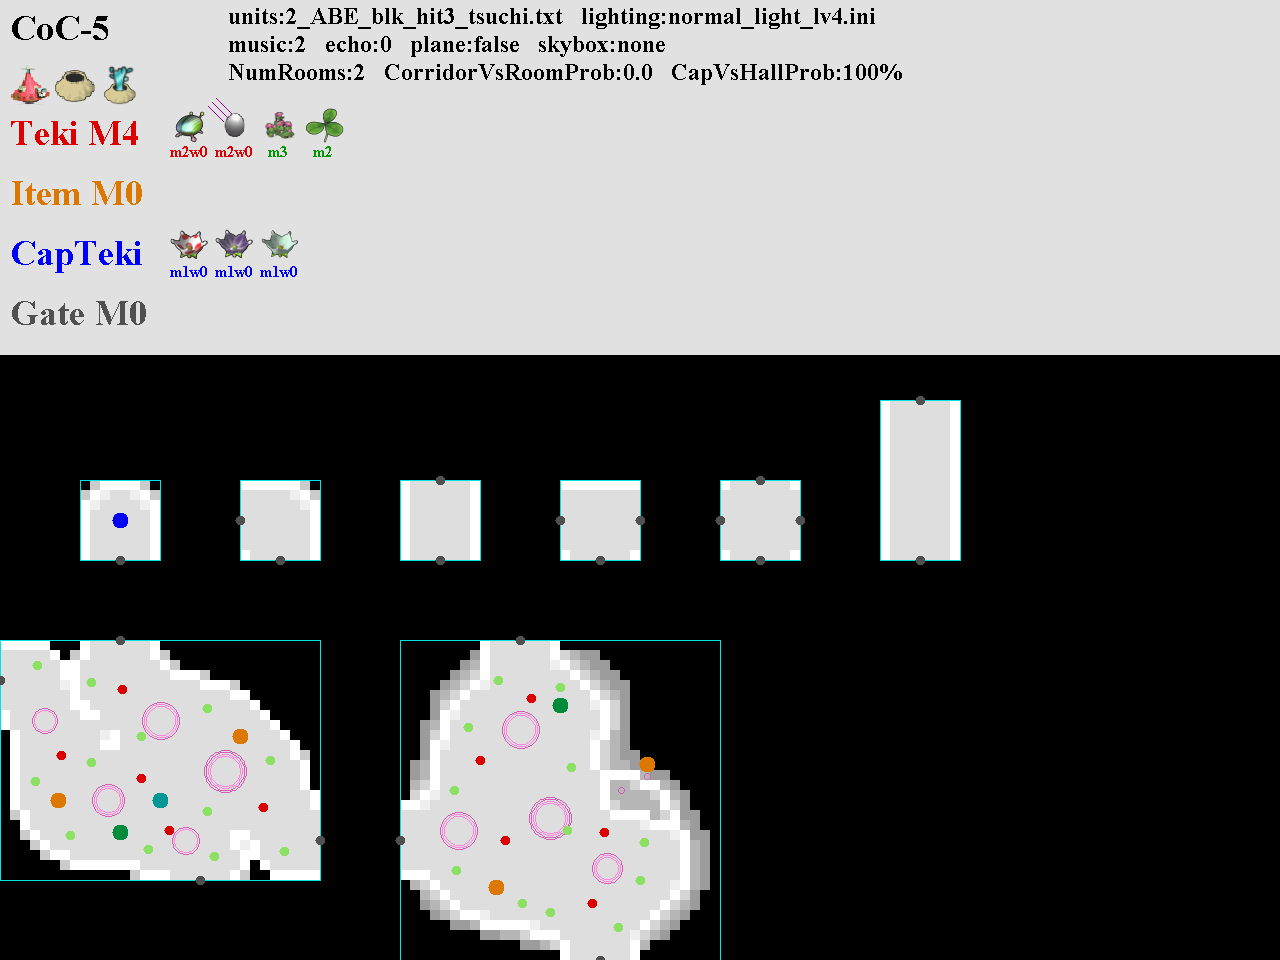 CoC-5
units:2_ABE_blk_hit3_tsuchi.txt lighting:normal_light_lv4.ini
music:2 echo:0 plane:false skybox:none
NumRooms:2 CorridorVsRoomProb:0.0 CapVsHallProb:100%
Teki M4
m2w0 m2w0 m3 m2
Item M0
CapTeki
m1w0 m1w0 m1w0
Gate M0